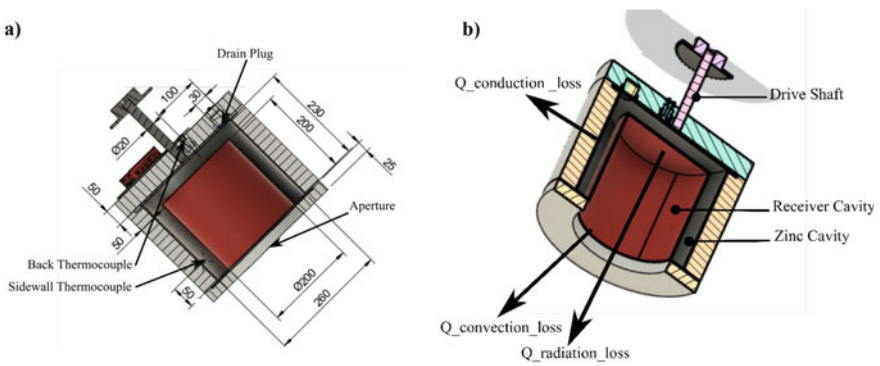 a)
Drain Plug
100
30
230
200
Ø20
25
50
50
Aperture
Back Thermocouple
Sidewall Thermocouple
50
Ø200
260
b)
Q_conduction _loss
Drive Shaft
Receiver Cavity
Zinc Cavity
Q_convection_loss
Q_radiation_loss